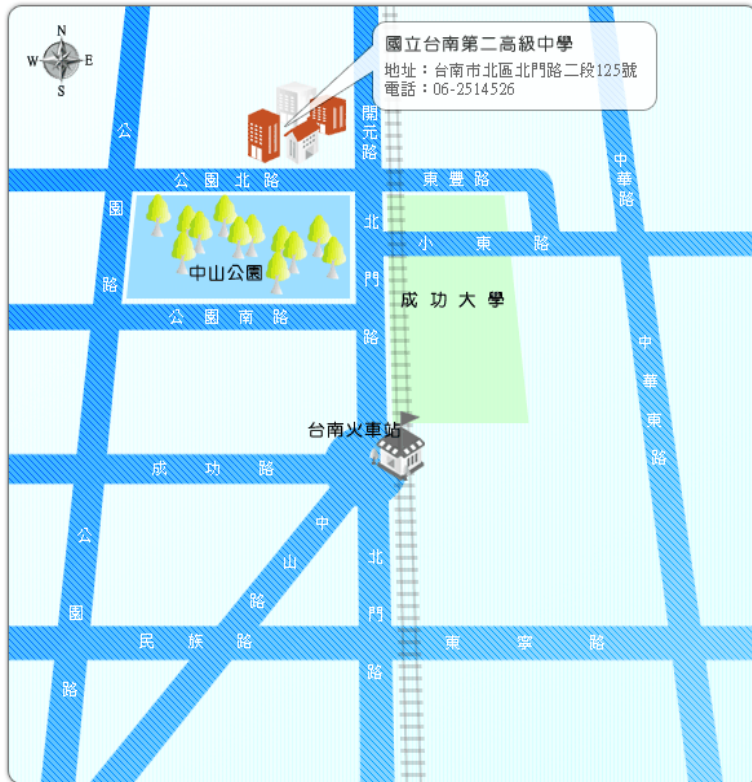 N
W
E
S
國立台南第二高級中學
地址：台南市北區北門路二段125號
電話：06-2514526
開元路
公園路
中華路
公園北路
東豐路
北門路
小東路
中山公園
成功大學
公園南路
中華東路
台南火車站
成功路
中山路
公園路
北門路
民族路
東寧路